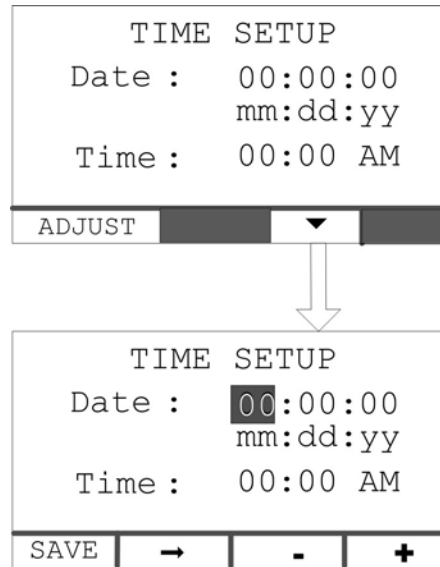 TIME SETUP
Date : 00:00:00
mm:dd:yy
Time : 00:00 AM
ADJUST ▼
TIME SETUP
Date : 00:00:00
mm:dd:yy
Time : 00:00 AM
SAVE → - +